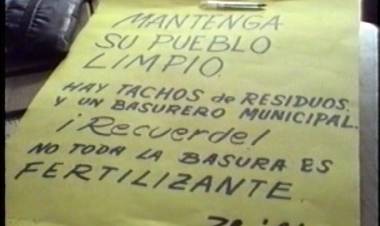 MANTENGA
SU PUEBLO
LIMPIO.
HAY TACHOS de RESIDUOS.
Y UN BASURERO MUNICIPAL.
¡Recuerde!
NO TODA LA BASURA ES
FERTILIZANTE.